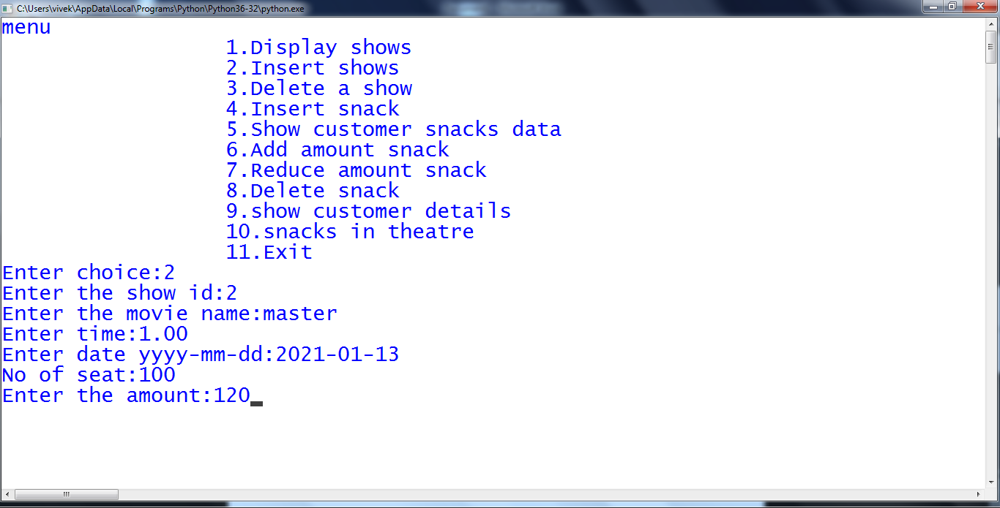 C:\Users\vivek\AppData\Local\Programs\Python\Python36-32\python.exe
menu
1.Display shows
2.Insert shows
3.Delete a show
4.Insert snack
5.Show customer snacks data
6.Add amount snack
7.Reduce amount snack
8.Delete snack
9.show customer details
10.snacks in theatre
11.Exit
Enter choice:2
Enter the show id:2
Enter the movie name:master
Enter time:1.00
Enter date yyyy-mm-dd:2021-01-13
No of seat:100
Enter the amount:120